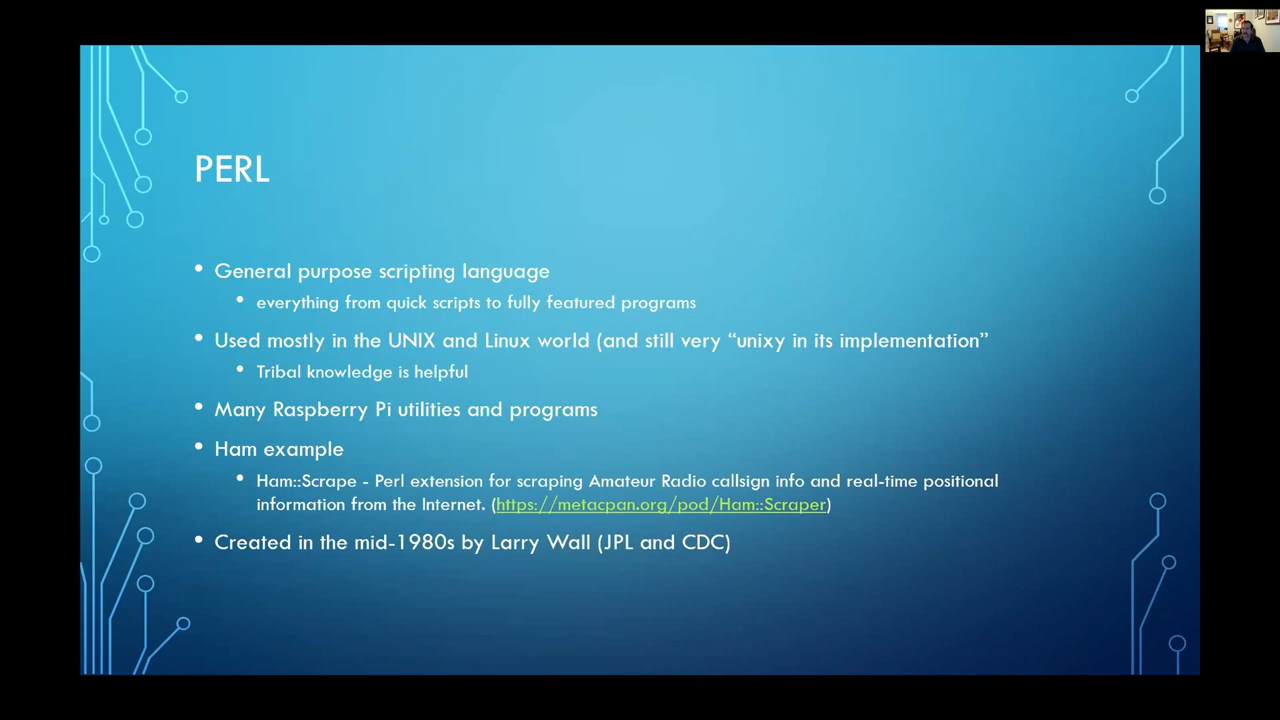 PERL
• General purpose scripting language
• everything from quick scripts to fully featured programs
• Used mostly in the UNIX and Linux world (and still very “unixy in its implementation”
• Tribal knowledge is helpful
• Many Raspberry Pi utilities and programs
• Ham example
• Ham::Scrape - Perl extension for scraping Amateur Radio callsign info and real-time positional
information from the Internet. (https://metacpan.org/pod/Ham::Scraper)
• Created in the mid-1980s by Larry Wall (JPL and CDC)